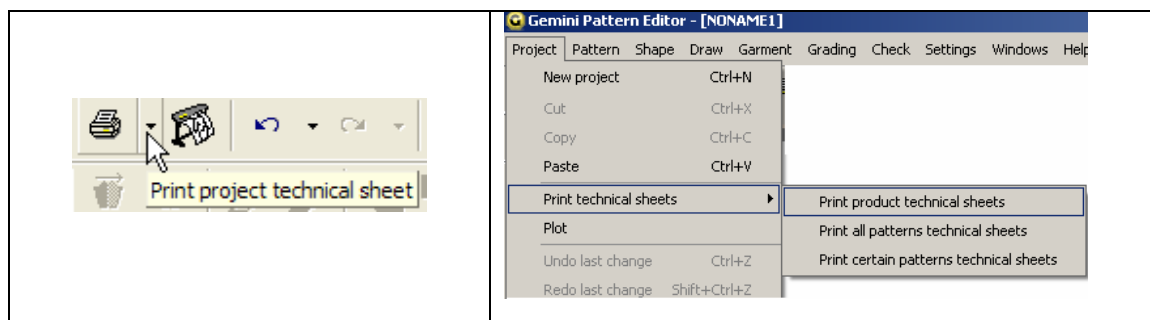 Print project technical sheet
Gemini Pattern Editor - [NONAME1]
Project Pattern Shape Draw Garment Grading Check Settings Windows Help
New project Ctrl+N
Cut Ctrl+X
Copy Ctrl+C
Paste Ctrl+V
Print technical sheets
Print product technical sheets
Plot
Print all patterns technical sheets
Undo last change Ctrl+Z
Print certain patterns technical sheets
Redo last change Shift+Ctrl+Z